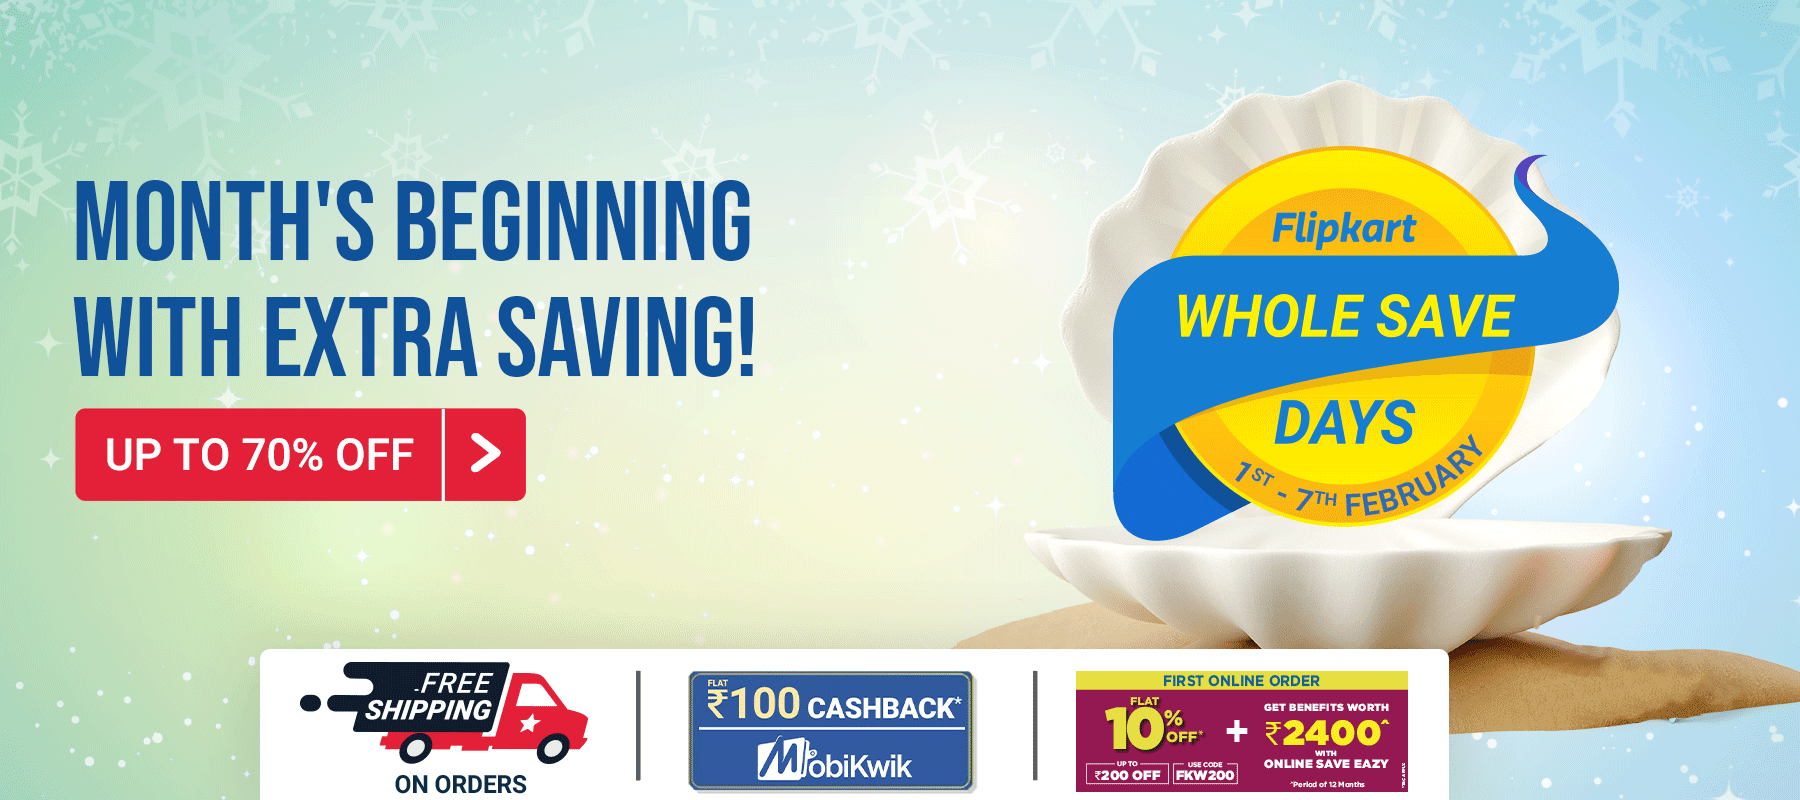 MONTH'S BEGINNING
WITH EXTRA SAVING!
UP TO 70% OFF
Flipkart
WHOLE SAVE
DAYS
1ST - 7TH FEBRUARY
FREE
SHIPPING
ON ORDERS
FLAT
₹100 CASHBACK*
MobiKwik
FIRST ONLINE ORDER
FLAT
10% OFF*
UP TO
₹200 OFF
USE CODE
FKW200
+
GET BENEFITS WORTH
₹2400^
WITH
ONLINE SAVE EAZY
^Period of 12 Months